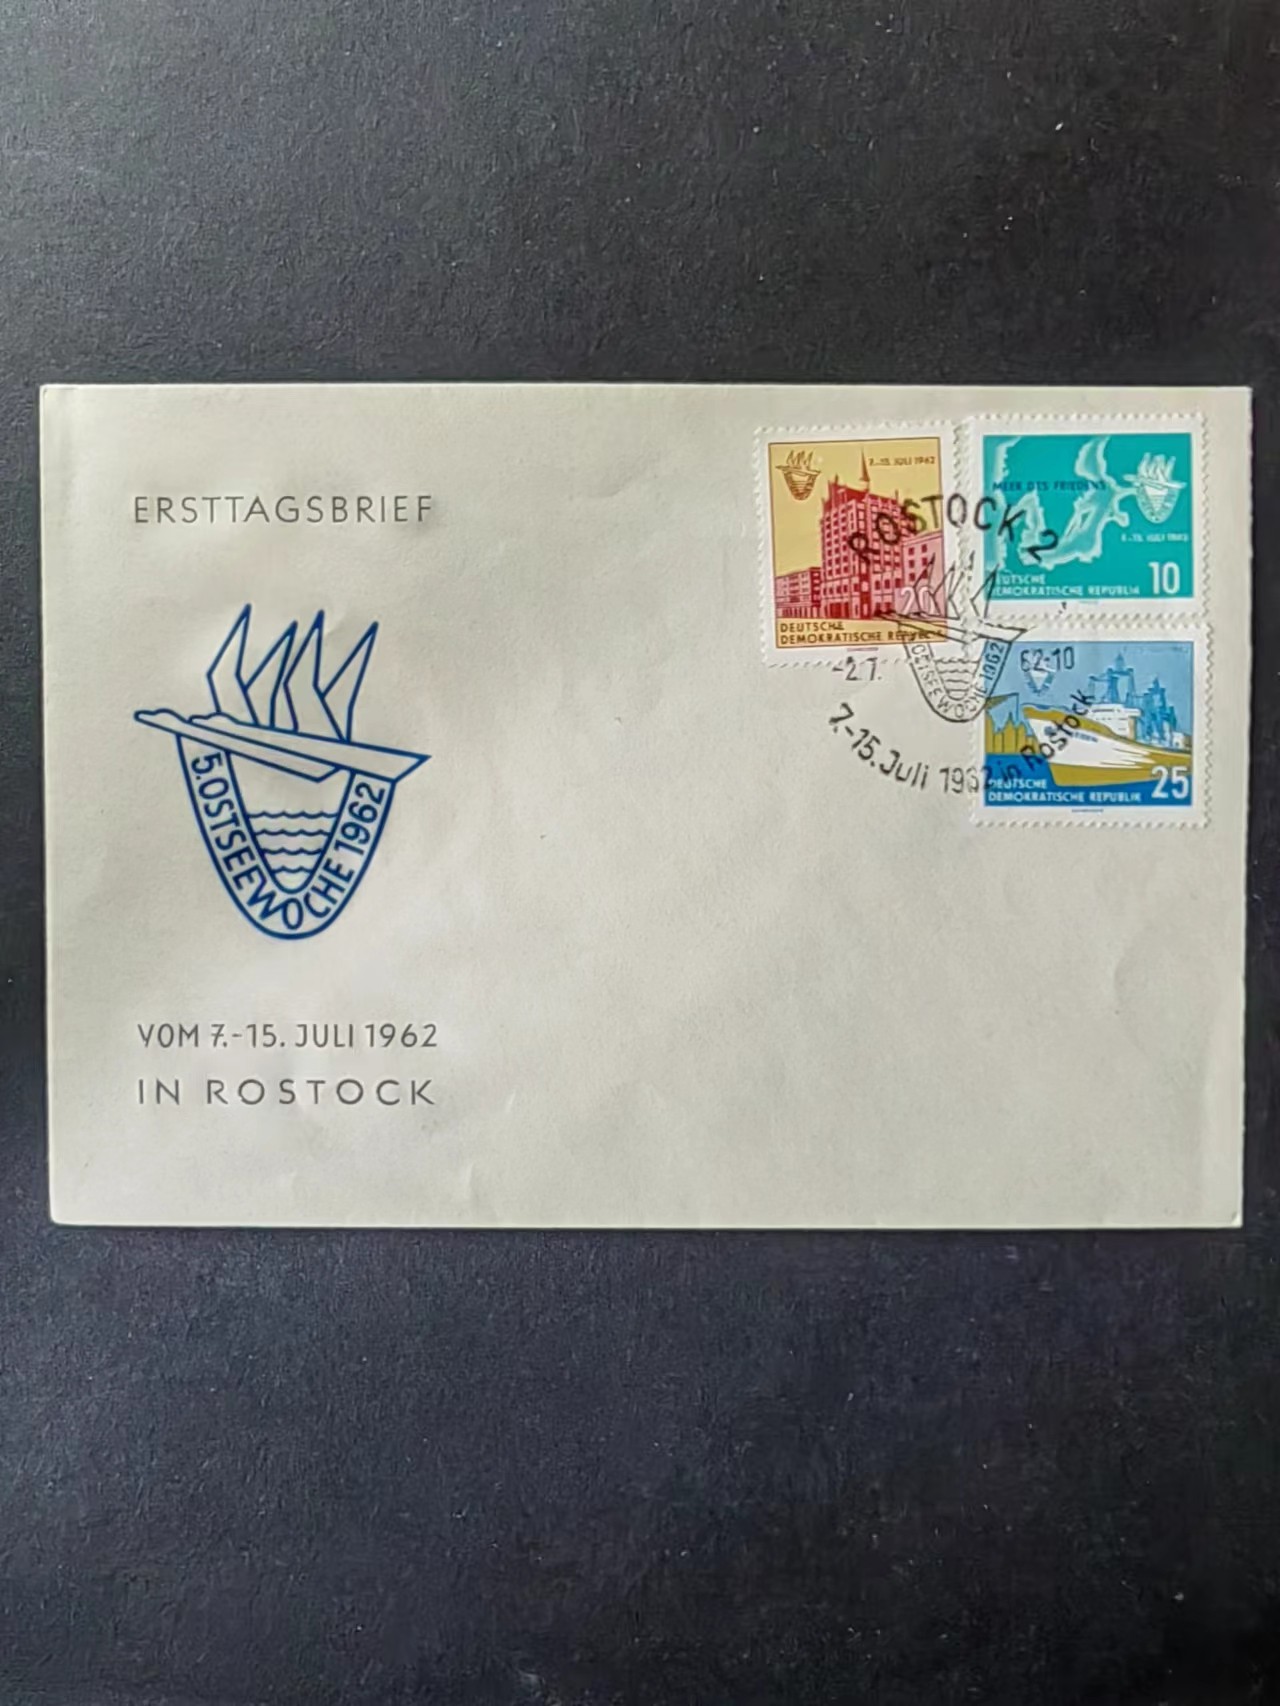 ERSTTAGSBRIEF
5. OSTSEEWOCHE 1962
VOM 7.-15. JULI 1962
IN ROSTOCK
7.-15. JULI 1962
20
DEUTSCHE
DEMOKRATISCHE REPUBLIK
MEER DES FRIEDENS
7.-15. JULI 1962
10
DEUTSCHE
DEMOKRATISCHE REPUBLIK
25
DEUTSCHE
DEMOKRATISCHE REPUBLIK
ROSTOCK 2
OSTSEEWOCHE 1962
-2.7. 62-10
7.-15. Juli 1962 in Rostock